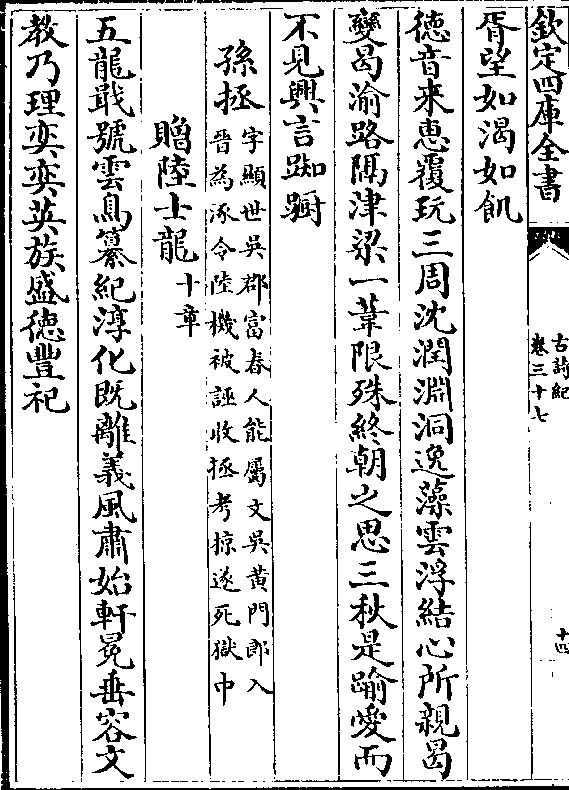 欽定四庫全書
古詩紀
卷三十七
十四
胥望如渴如飢
徳音来恵覆玩三周沈潤淵洞逸藻雲浮結心所親曷
變曷渝路隔津梁一葦限殊終朝之思三秋是踰愛而
不見興言踟蹰
孫拯
字顯世吳郡富春人能屬文吳黄門郎入
晉為涿令陸機被誣收拯考掠遂死獄中
贈陸士龍十章
五龍戢號雲鳥纂紀淳化既離義風肅始軒冕垂容文
教乃理奕奕英族盛徳豐祀